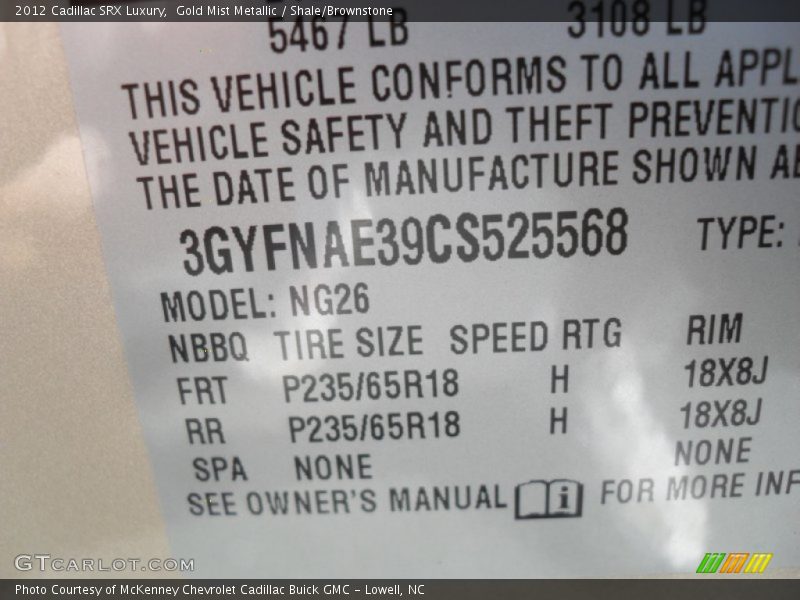 2012 Cadillac SRX Luxury, Gold Mist Metallic / Shale/Brownstone
5467 LB 3108 LB
THIS VEHICLE CONFORMS TO ALL APPL
VEHICLE SAFETY AND THEFT PREVENTIO
THE DATE OF MANUFACTURE SHOWN AB
3GYFNAE39CS525568 TYPE:
MODEL: NG26
NBBQ TIRE SIZE SPEED RTG RIM
FRT P235/65R18 H 18X8J
RR P235/65R18 H 18X8J
SPA NONE NONE
SEE OWNER'S MANUAL i FOR MORE INF
GTCARLOT.COM
Photo Courtesy of McKenney Chevrolet Cadillac Buick GMC - Lowell, NC